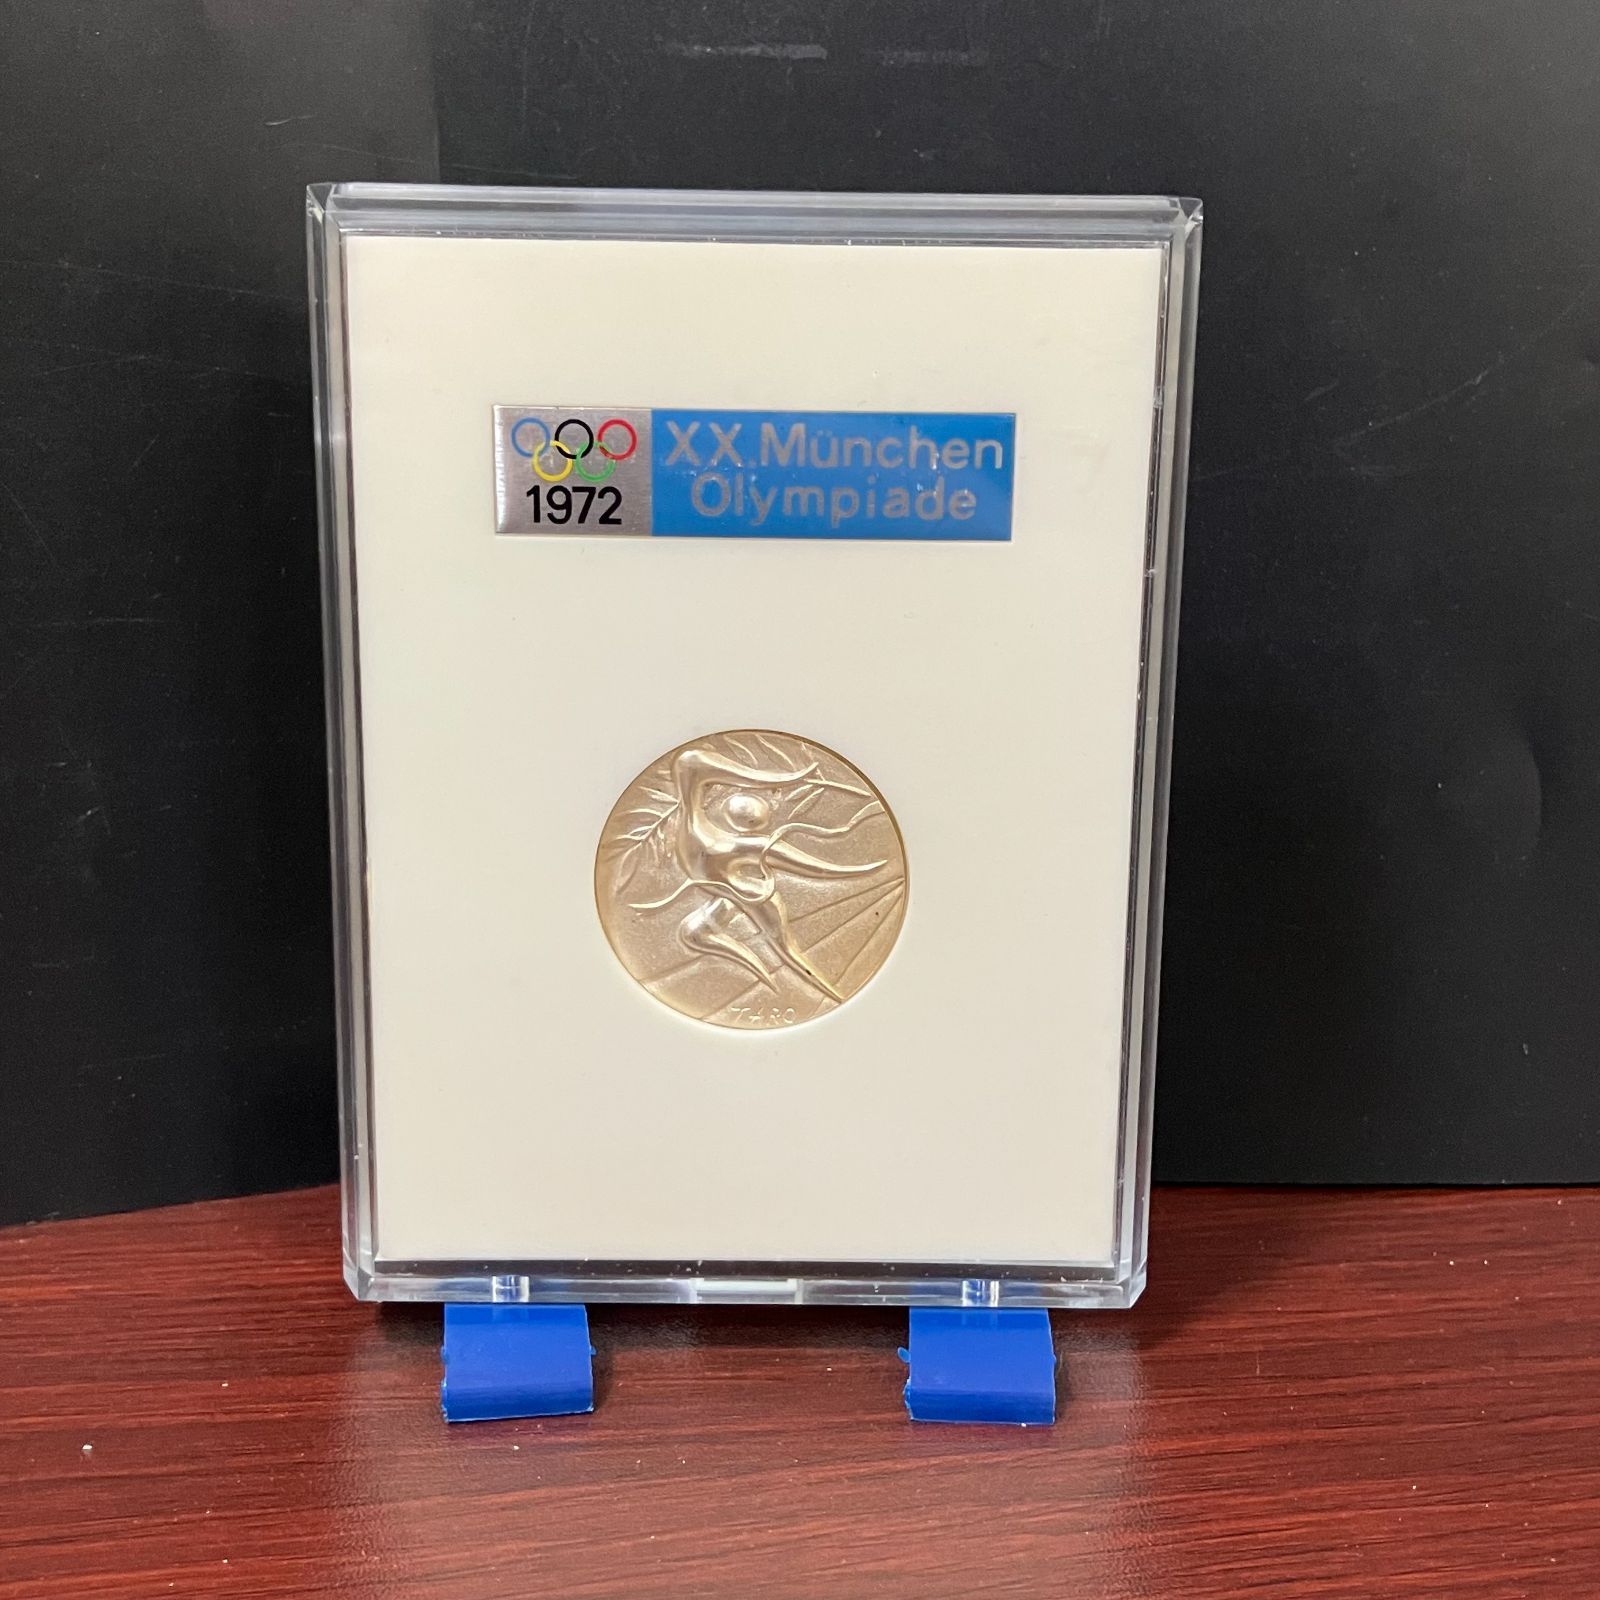 1972
XX.München
Olympiade
TARO